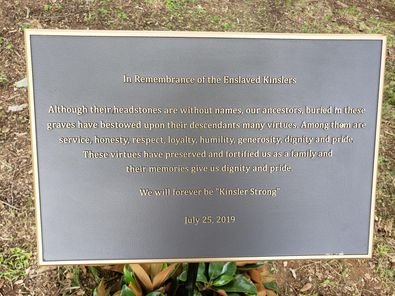 In Remembrance of the Enslaved Kinslers
Although their headstones are without names, our ancestors, buried in these
graves have bestowed upon their descendants many virtues. Among them are
service, honesty, respect, loyalty, humility, generosity, dignity and pride.
These virtues have preserved and fortified us as a family and
their memories give us dignity and pride.
We will forever be "Kinsler Strong"
July 25, 2019